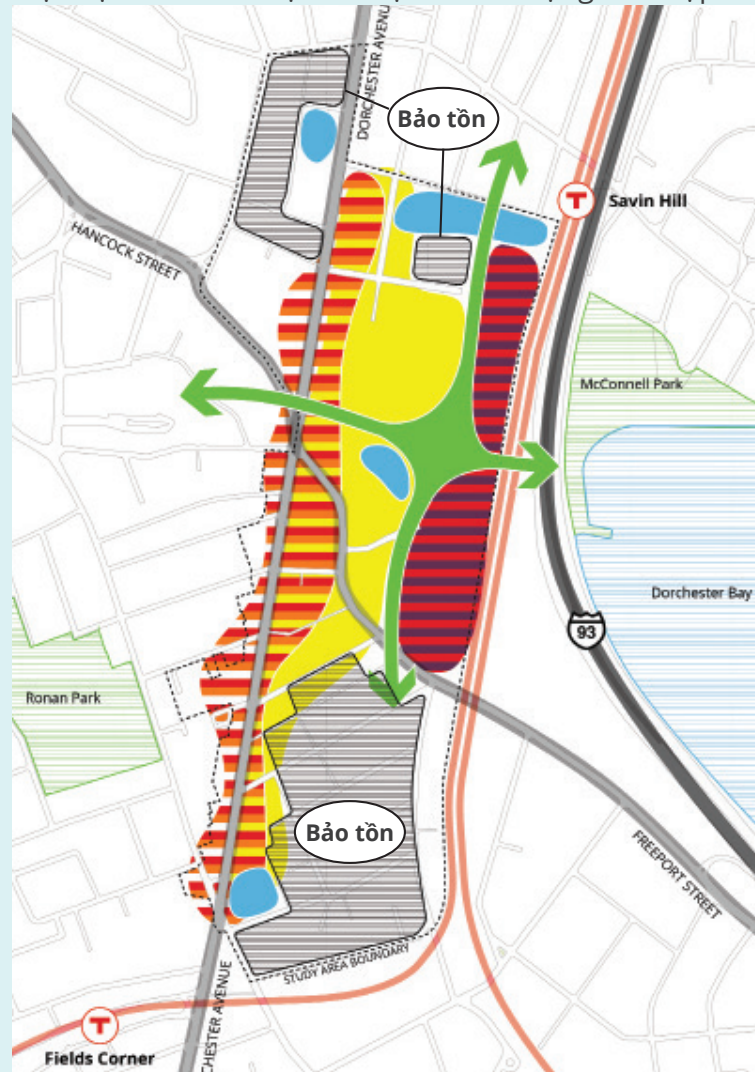 DORCHESTER AVENUE
Bảo tồn
T
Savin Hill
HANCOCK STREET
McConnell Park
Dorchester Bay
93
Ronan Park
Bảo tồn
FREEPORT STREET
STUDY AREA BOUNDARY
CHESTER AVENUE
T
Fields Corner